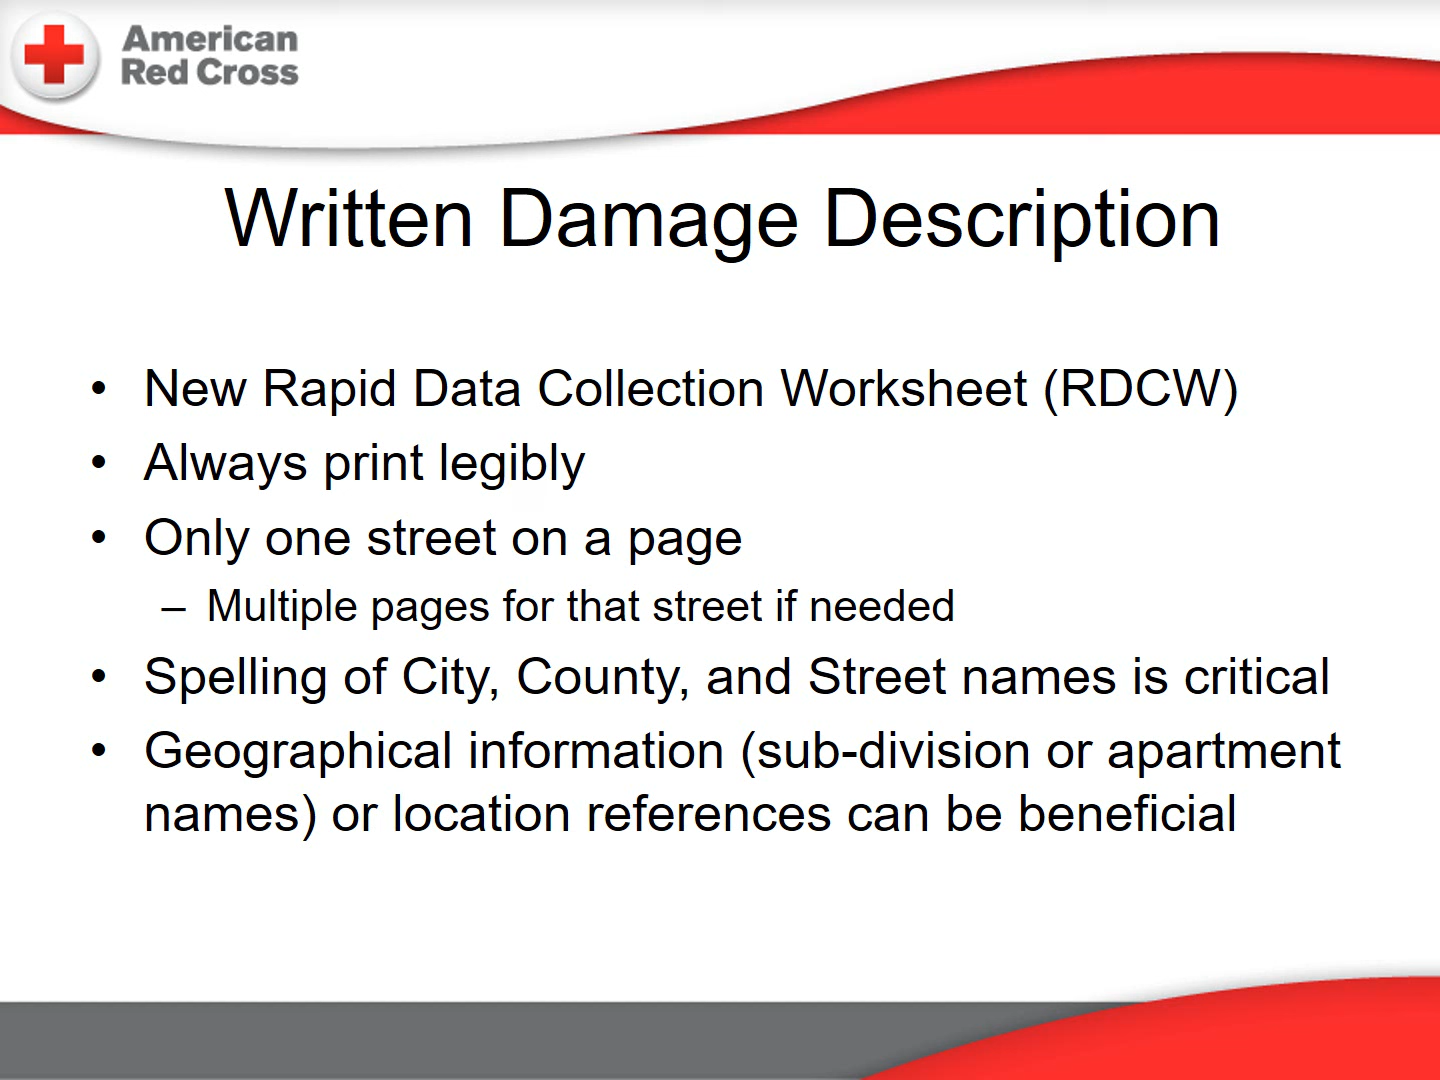 American
Red Cross
Written Damage Description
• New Rapid Data Collection Worksheet (RDCW)
• Always print legibly
• Only one street on a page
– Multiple pages for that street if needed
• Spelling of City, County, and Street names is critical
• Geographical information (sub-division or apartment
names) or location references can be beneficial